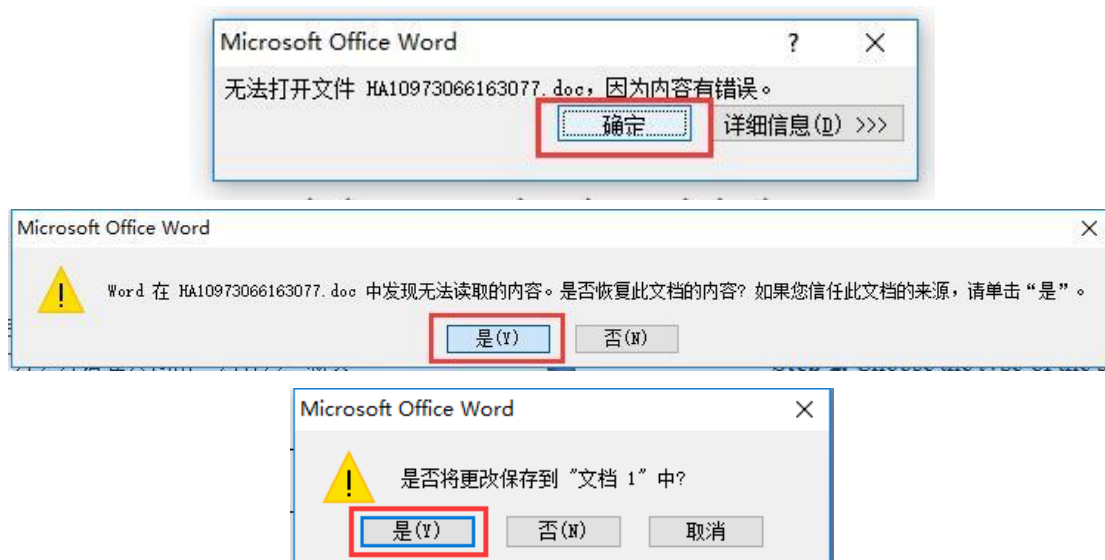 Microsoft Office Word
无法打开文件 HA10973066163077.doc，因为内容有错误。
确定 详细信息(D) >>>
Microsoft Office Word
Word 在 HA10973066163077.doc 中发现无法读取的内容。是否恢复此文档的内容? 如果您信任此文档的来源，请单击“是”。
是(Y) 否(N)
Microsoft Office Word
是否将更改保存到 "文档 1" 中?
是(Y) 否(N) 取消